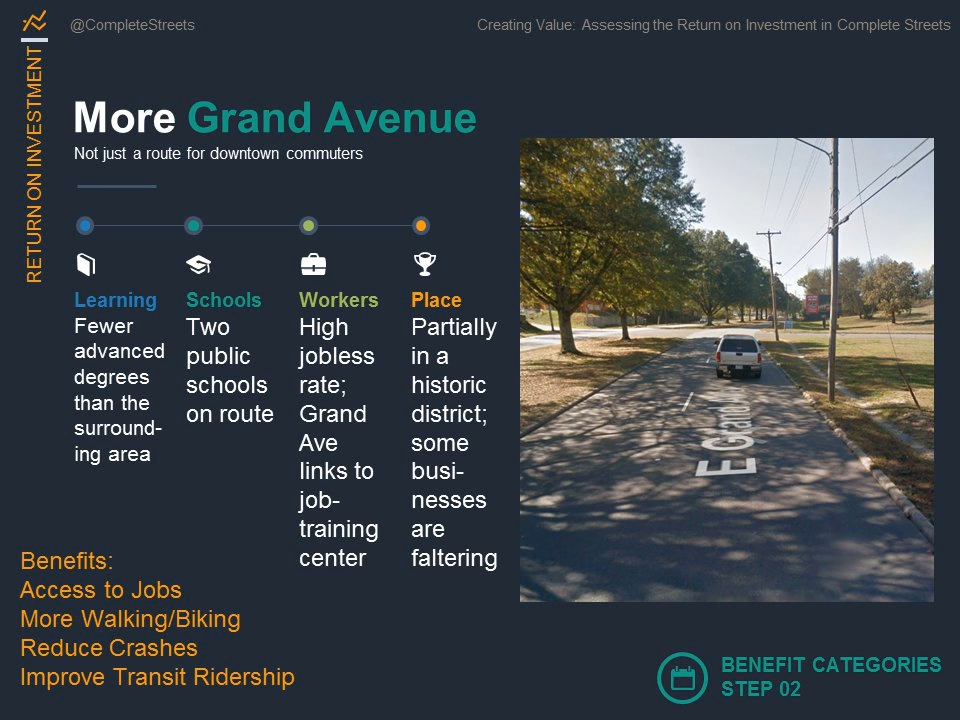 @CompleteStreets
Creating Value: Assessing the Return on Investment in Complete Streets
RETURN ON INVESTMENT
More Grand Avenue
Not just a route for downtown commuters
Learning
Fewer
advanced
degrees
than the
surround-
ing area
Schools
Two
public
schools
on route
Workers
High
jobless
rate;
Grand
Ave
links to
job-
training
center
Place
Partially
in a
historic
district;
some
busi-
nesses
are
faltering
E Grand
Benefits:
Access to Jobs
More Walking/Biking
Reduce Crashes
Improve Transit Ridership
BENEFIT CATEGORIES
STEP 02